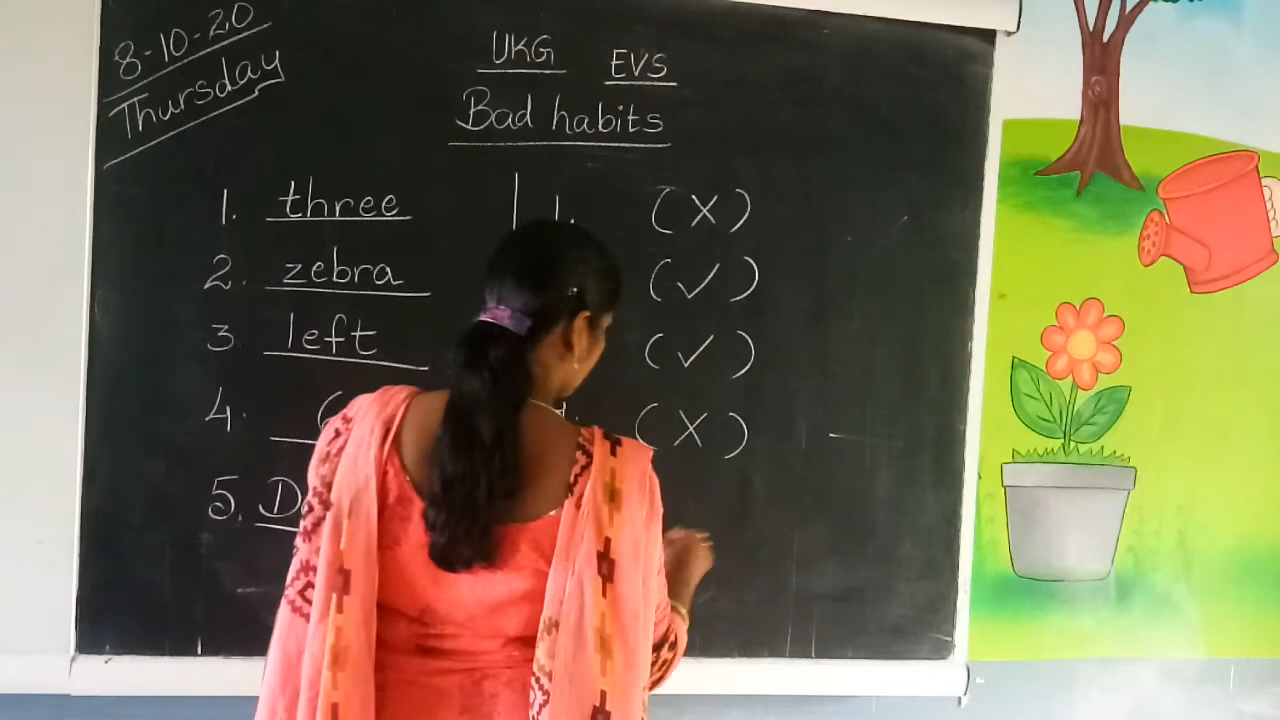 8-10-20
Thursday
UKG EVS
Bad habits
1. three 1. (X)
2. zebra (✓)
3. left (✓)
4. (X)
5.